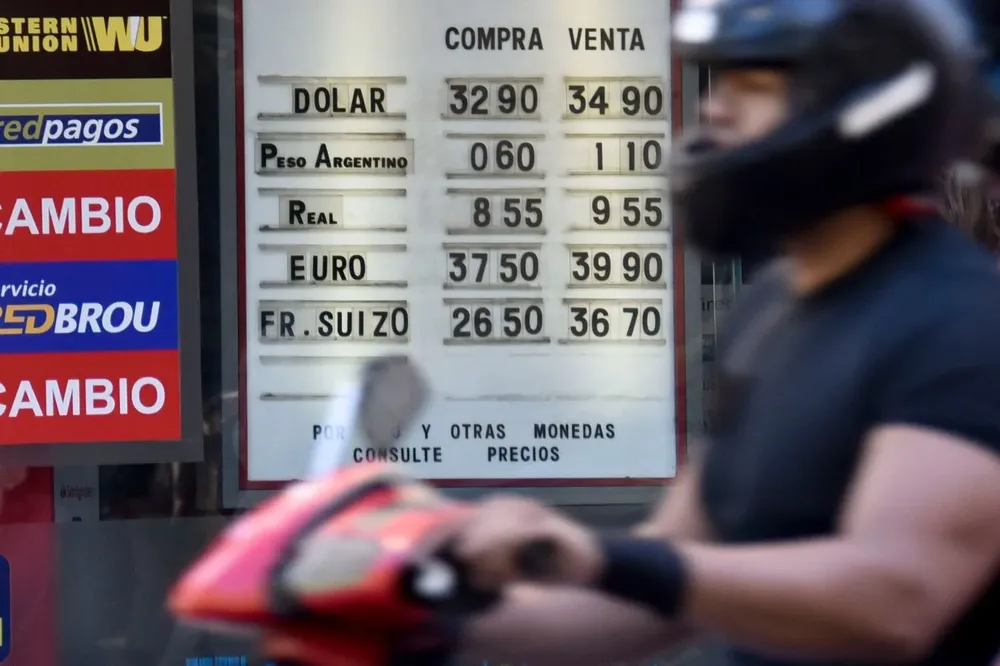 STERN
UNION WU
redpagos
CAMBIO
rvicio
REDBROU
CAMBIO
COMPRA VENTA
DOLAR 32 90 34 90
PESO ARGENTINO 0 60 1 10
REAL 8 55 9 55
EURO 37 50 39 90
FR.SUIZO 26 50 36 70
Y OTRAS MONEDAS
CONSULTE PRECIOS